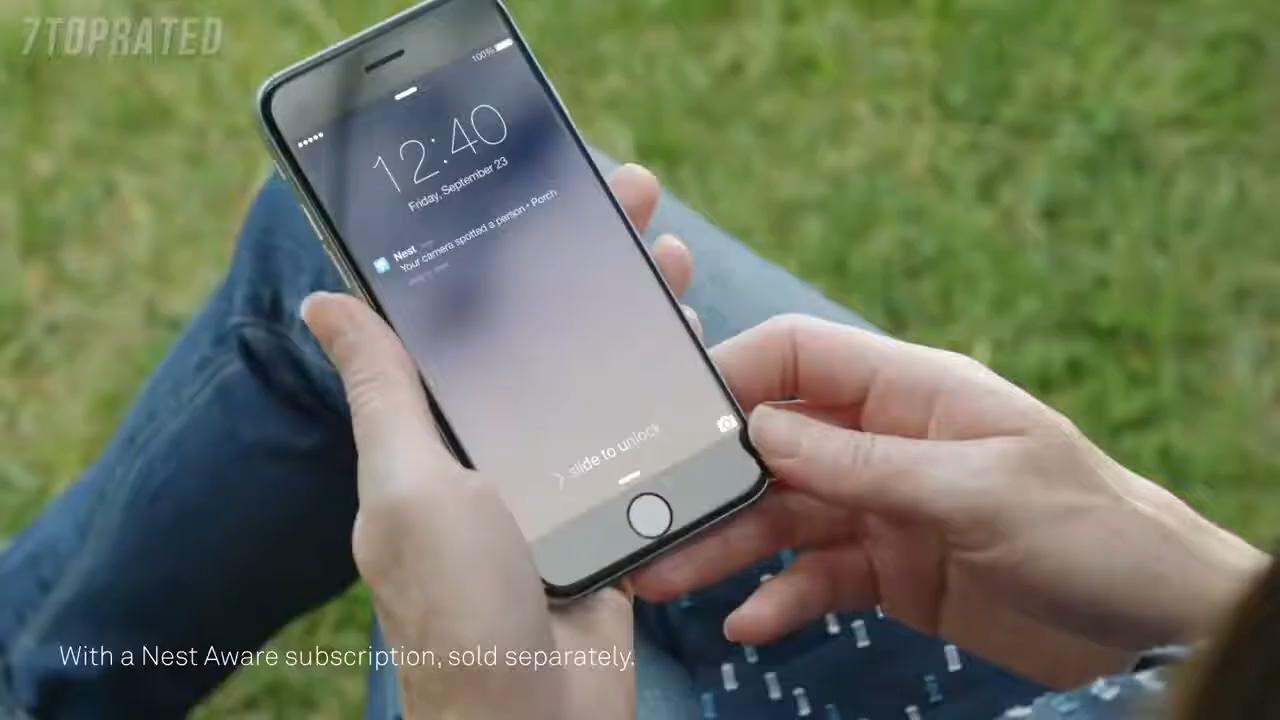 7TOPRATED
100%
12:40
Friday, September 23
Nest
Your camera spotted a person • Porch
slide to unlock
With a Nest Aware subscription, sold separately.